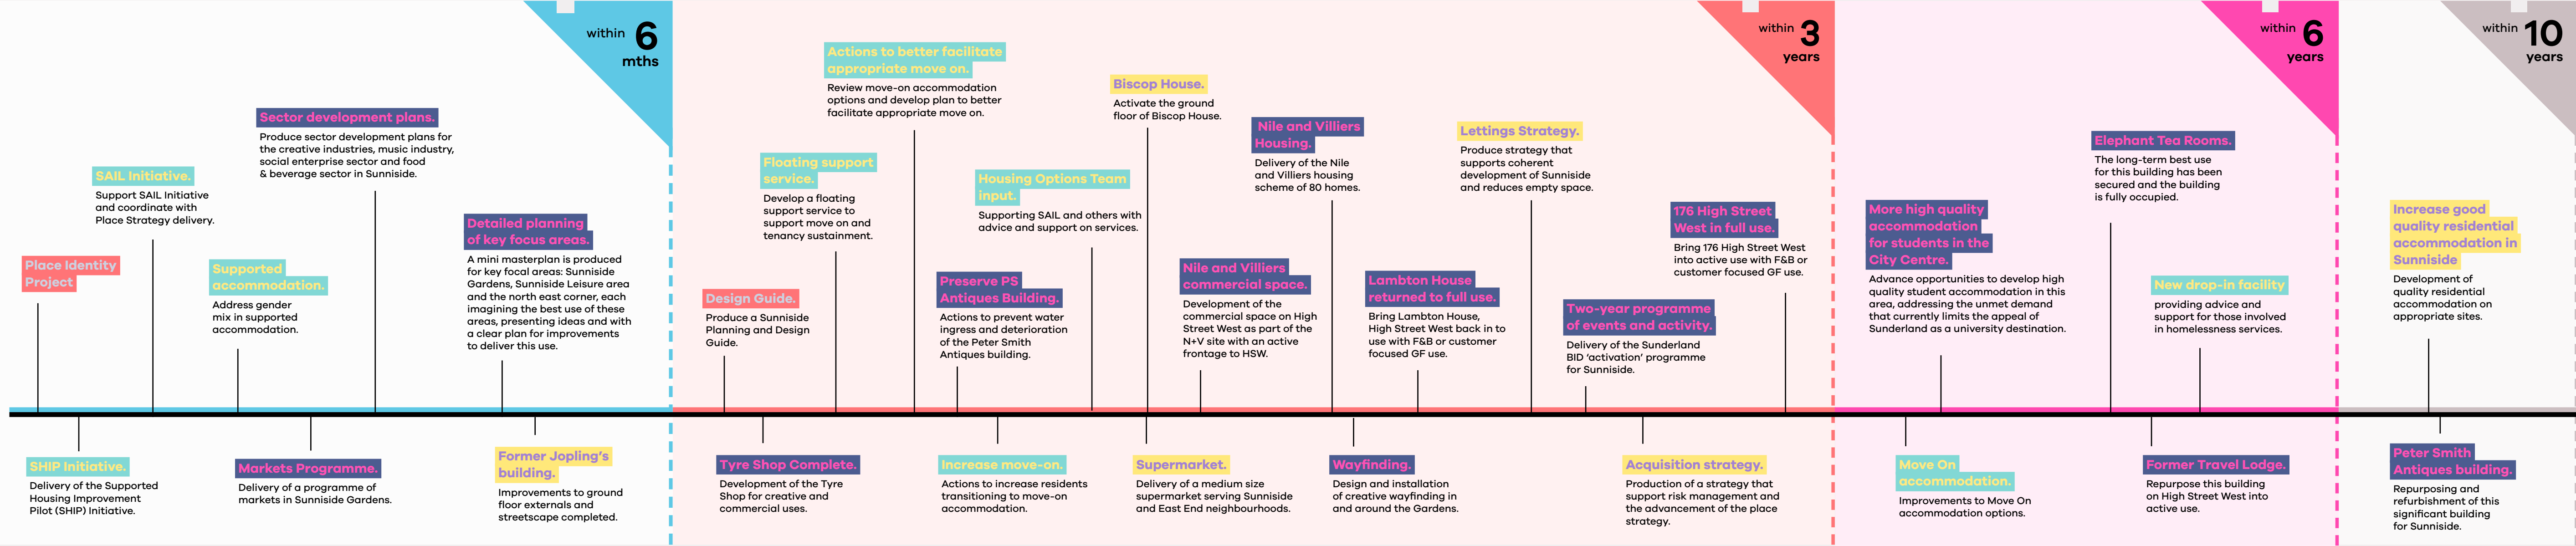 within 6
mths
Place Identity
Project
SAIL Initiative.
Support SAIL Initiative
and coordinate with
Place Strategy delivery.
Supported
accommodation.
Address gender
mix in supported
accommodation.
Sector development plans.
Produce sector development plans for
the creative industries, music industry,
social enterprise sector and food
& beverage sector in Sunniside.
Detailed planning
of key focus areas.
A mini masterplan is produced
for key focal areas: Sunniside
Gardens, Sunniside Leisure area
and the north east corner, each
imagining the best use of these
areas, presenting ideas and with
a clear plan for improvements
to deliver this use.
SHIP Initiative.
Delivery of the Supported
Housing Improvement
Pilot (SHIP) Initiative.
Markets Programme.
Delivery of a programme of
markets in Sunniside Gardens.
Former Jopling's
building.
Improvements to ground
floor externals and
streetscape completed.
within 3
years
Design Guide.
Produce a Sunniside
Planning and Design
Guide.
Floating support
service.
Develop a floating
support service to
support move on and
tenancy sustainment.
Actions to better facilitate
appropriate move on.
Review move-on accommodation
options and develop plan to better
facilitate appropriate move on.
Preserve PS
Antiques Building.
Actions to prevent water
ingress and deterioration
of the Peter Smith
Antiques building.
Housing Options Team
input.
Supporting SAIL and others with
advice and support on services.
Biscop House.
Activate the ground
floor of Biscop House.
Nile and Villiers
commercial space.
Development of the
commercial space on High
Street West as part of the
N+V site with an active
frontage to HSW.
Nile and Villiers
Housing.
Delivery of the Nile
and Villiers housing
scheme of 80 homes.
Lambton House
returned to full use.
Bring Lambton House,
High Street West back in to
use with F&B or customer
focused GF use.
Lettings Strategy.
Produce strategy that
supports coherent
development of Sunniside
and reduces empty space.
Two-year programme
of events and activity.
Delivery of the Sunderland
BID ‘activation’ programme
for Sunniside.
176 High Street
West in full use.
Bring 176 High Street West
into active use with F&B or
customer focused GF use.
Tyre Shop Complete.
Development of the Tyre
Shop for creative and
commercial uses.
Increase move-on.
Actions to increase residents
transitioning to move-on
accommodation.
Supermarket.
Delivery of a medium size
supermarket serving Sunniside
and East End neighbourhoods.
Wayfinding.
Design and installation
of creative wayfinding in
and around the Gardens.
Acquisition strategy.
Production of a strategy that
support risk management and
the advancement of the place
strategy.
within 6
years
More high quality
accommodation
for students in the
City Centre.
Advance opportunities to develop high
quality student accommodation in this
area, addressing the unmet demand
that currently limits the appeal of
Sunderland as a university destination.
Elephant Tea Rooms.
The long-term best use
for this building has been
secured and the building
is fully occupied.
New drop-in facility
providing advice and
support for those involved
in homelessness services.
Move On
accommodation.
Improvements to Move On
accommodation options.
Former Travel Lodge.
Repurpose this building
on High Street West into
active use.
within 10
years
Increase good
quality residential
accommodation in
Sunniside
Development of
quality residential
accommodation on
appropriate sites.
Peter Smith
Antiques building.
Repurposing and
refurbishment of this
significant building
for Sunniside.